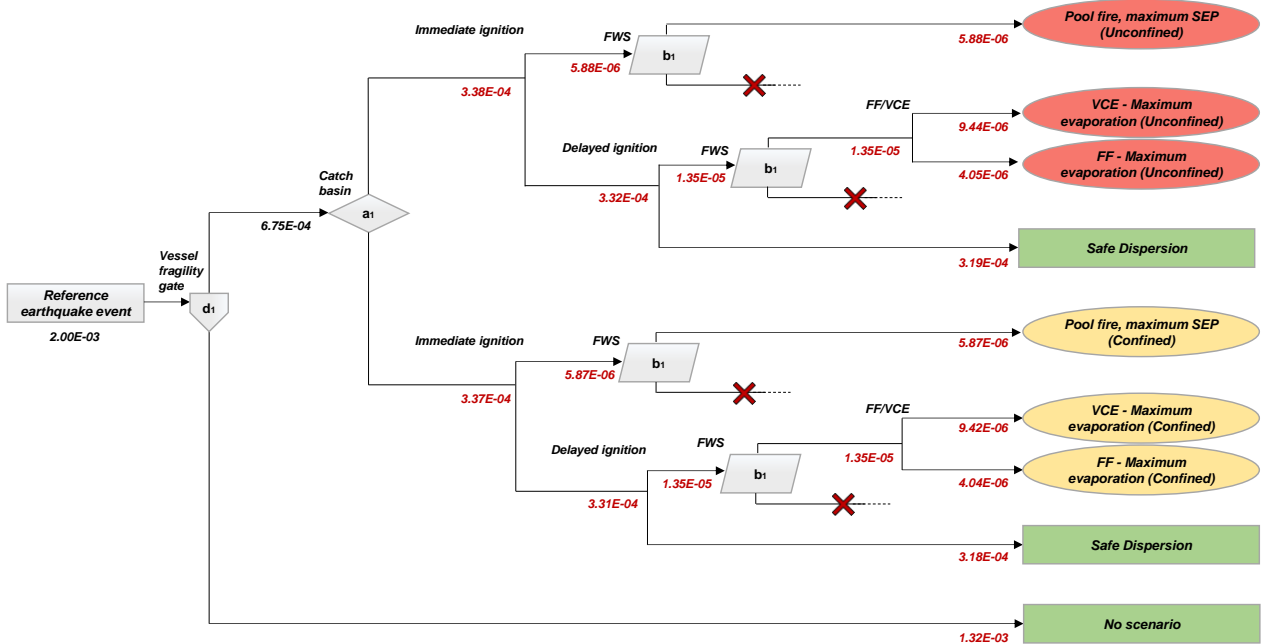 Immediate ignition
FWS
5.88E-06
b1
3.38E-04
5.88E-06
Pool fire, maximum SEP
(Unconfined)
Delayed ignition
FWS
1.35E-05
b1
3.32E-04
FF/VCE
1.35E-05
9.44E-06
VCE - Maximum
evaporation (Unconfined)
4.05E-06
FF - Maximum
evaporation (Unconfined)
3.19E-04
Safe Dispersion
Catch
basin
a1
6.75E-04
Vessel
fragility
gate
d1
Reference
earthquake event
2.00E-03
Immediate ignition
FWS
5.87E-06
b1
3.37E-04
5.87E-06
Pool fire, maximum SEP
(Confined)
Delayed ignition
FWS
1.35E-05
b1
3.31E-04
FF/VCE
1.35E-05
9.42E-06
VCE - Maximum
evaporation (Confined)
4.04E-06
FF - Maximum
evaporation (Confined)
3.18E-04
Safe Dispersion
1.32E-03
No scenario